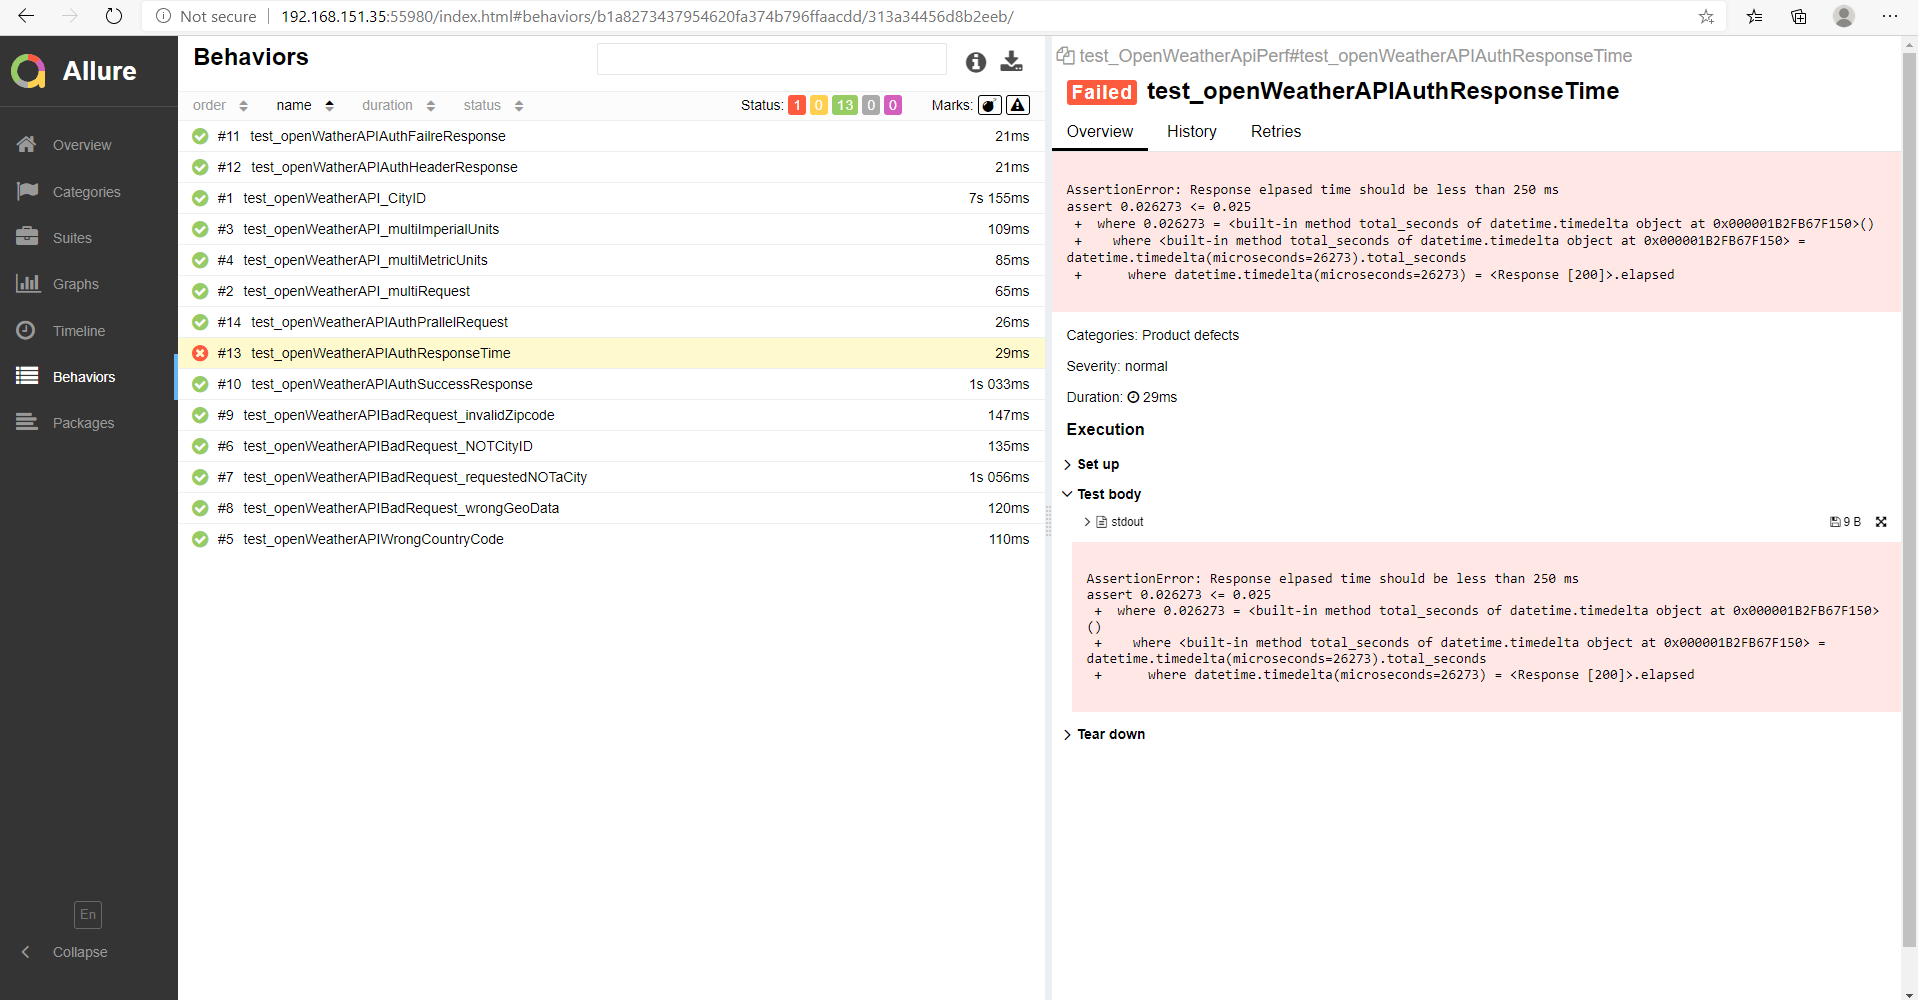 Not secure | 192.168.151.35:55980/index.html#behaviors/b1a8273437954620fa374b796ffaacdd/313a34456d8b2eeb/
Allure
Overview
Categories
Suites
Graphs
Timeline
Behaviors
Packages
En
Collapse
Behaviors
order name duration status Status: 1 0 13 0 0 Marks:
#11 test_openWatherAPIAuthFailreResponse 21ms
#12 test_openWatherAPIAuthHeaderResponse 21ms
#1 test_openWeatherAPI_CityID 7s 155ms
#3 test_openWeatherAPI_multiImperialUnits 109ms
#4 test_openWeatherAPI_multiMetricUnits 85ms
#2 test_openWeatherAPI_multiRequest 65ms
#14 test_openWeatherAPIAuthPrallelRequest 26ms
#13 test_openWeatherAPIAuthResponseTime 29ms
#10 test_openWeatherAPIAuthSuccessResponse 1s 033ms
#9 test_openWeatherAPIBadRequest_invalidZipcode 147ms
#6 test_openWeatherAPIBadRequest_NOTCityID 135ms
#7 test_openWeatherAPIBadRequest_requestedNOTaCity 1s 056ms
#8 test_openWeatherAPIBadRequest_wrongGeoData 120ms
#5 test_openWeatherAPIWrongCountryCode 110ms
test_OpenWeatherApiPerf#test_openWeatherAPIAuthResponseTime
Failed test_openWeatherAPIAuthResponseTime
Overview History Retries
AssertionError: Response elpased time should be less than 250 ms
assert 0.026273 <= 0.025
+ where 0.026273 = <built-in method total_seconds of datetime.timedelta object at 0x000001B2FB67F150>()
+ where <built-in method total_seconds of datetime.timedelta object at 0x000001B2FB67F150> =
datetime.timedelta(microseconds=26273).total_seconds
+ where datetime.timedelta(microseconds=26273) = <Response [200]>.elapsed
Categories: Product defects
Severity: normal
Duration: 29ms
Execution
Set up
Test body
stdout 9 B
AssertionError: Response elpased time should be less than 250 ms
assert 0.026273 <= 0.025
+ where 0.026273 = <built-in method total_seconds of datetime.timedelta object at 0x000001B2FB67F150>
()
+ where <built-in method total_seconds of datetime.timedelta object at 0x000001B2FB67F150> =
datetime.timedelta(microseconds=26273).total_seconds
+ where datetime.timedelta(microseconds=26273) = <Response [200]>.elapsed
Tear down